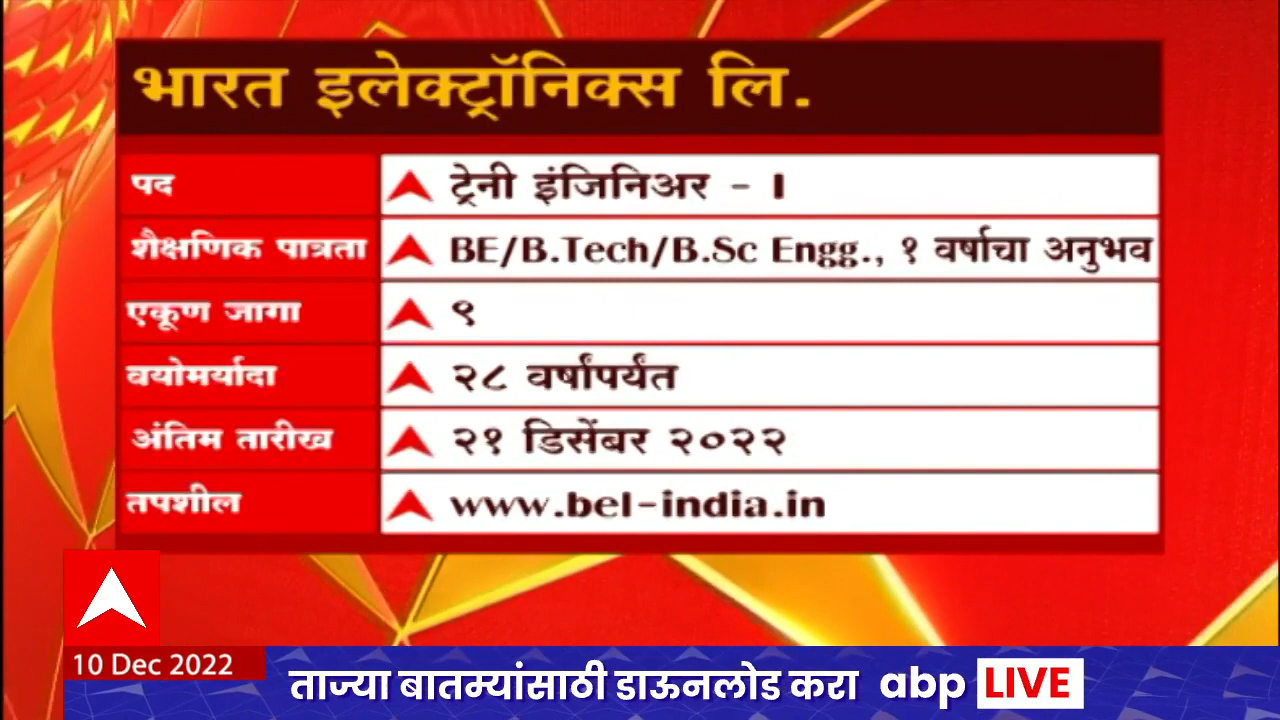 भारत इलेक्ट्रॉनिक्स लि.
पद ट्रेनी इंजिनिअर - I
शैक्षणिक पात्रता BE/B.Tech/B.Sc Engg., १ वर्षाचा अनुभव
एकूण जागा ९
वयोमर्यादा २८ वर्षांपर्यंत
अंतिम तारीख २१ डिसेंबर २०२२
तपशील www.bel-india.in
10 Dec 2022
ताज्या बातम्यांसाठी डाऊनलोड करा abp LIVE